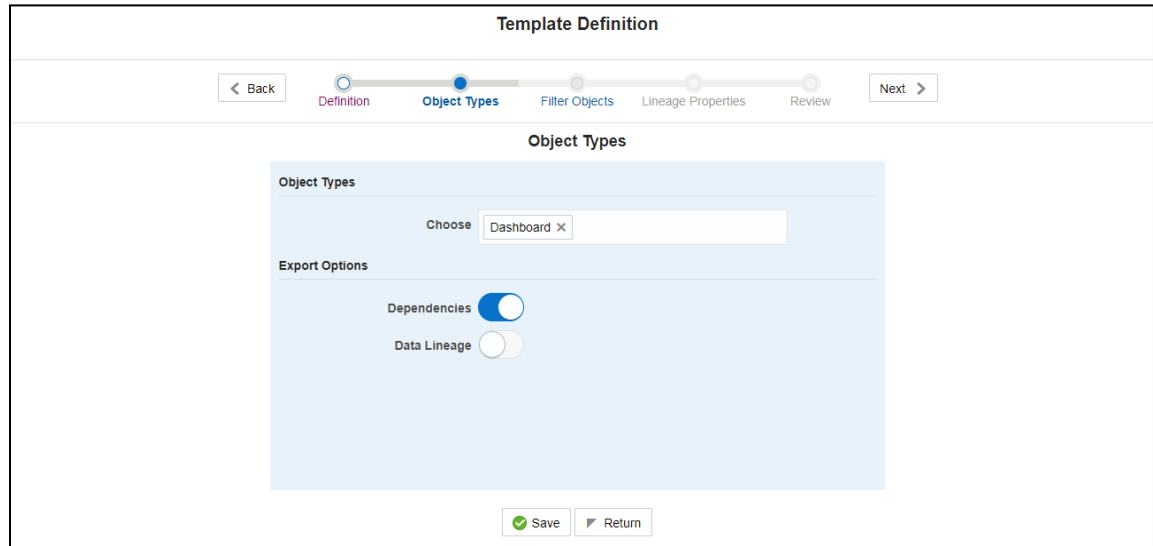 Template Definition
Back
Next
Definition
Object Types
Filter Objects
Lineage Properties
Review
Object Types
Object Types
Choose
Dashboard
Export Options
Dependencies
Data Lineage
Save
Return